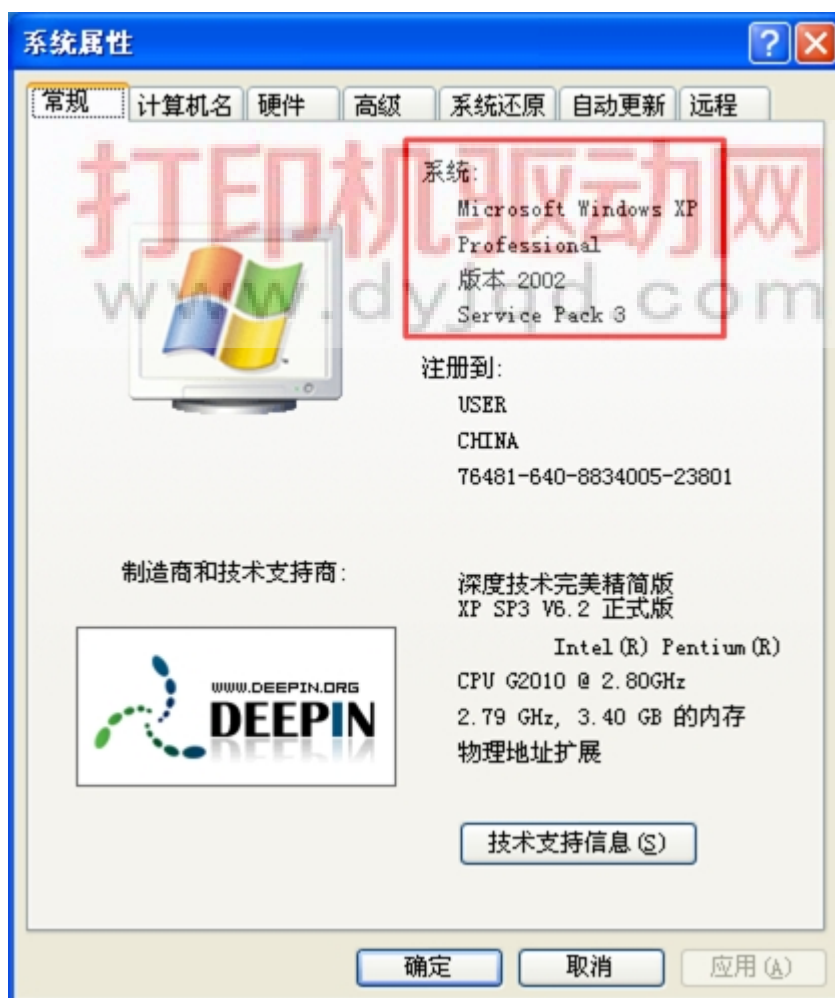 系统属性
常规 计算机名 硬件 高级 系统还原 自动更新 远程
打印机驱动网
www.dyjqd.com
系统:
Microsoft Windows XP
Professional
版本 2002
Service Pack 3
注册到:
USER
CHINA
76481-640-8834005-23801
制造商和技术支持商:
深度技术完美精简版
XP SP3 V6.2 正式版
Intel(R) Pentium(R)
CPU G2010 @ 2.80GHz
2.79 GHz, 3.40 GB 的内存
物理地址扩展
WWW.DEEPIN.ORG
DEEPIN
技术支持信息(S)
确定 取消 应用(A)